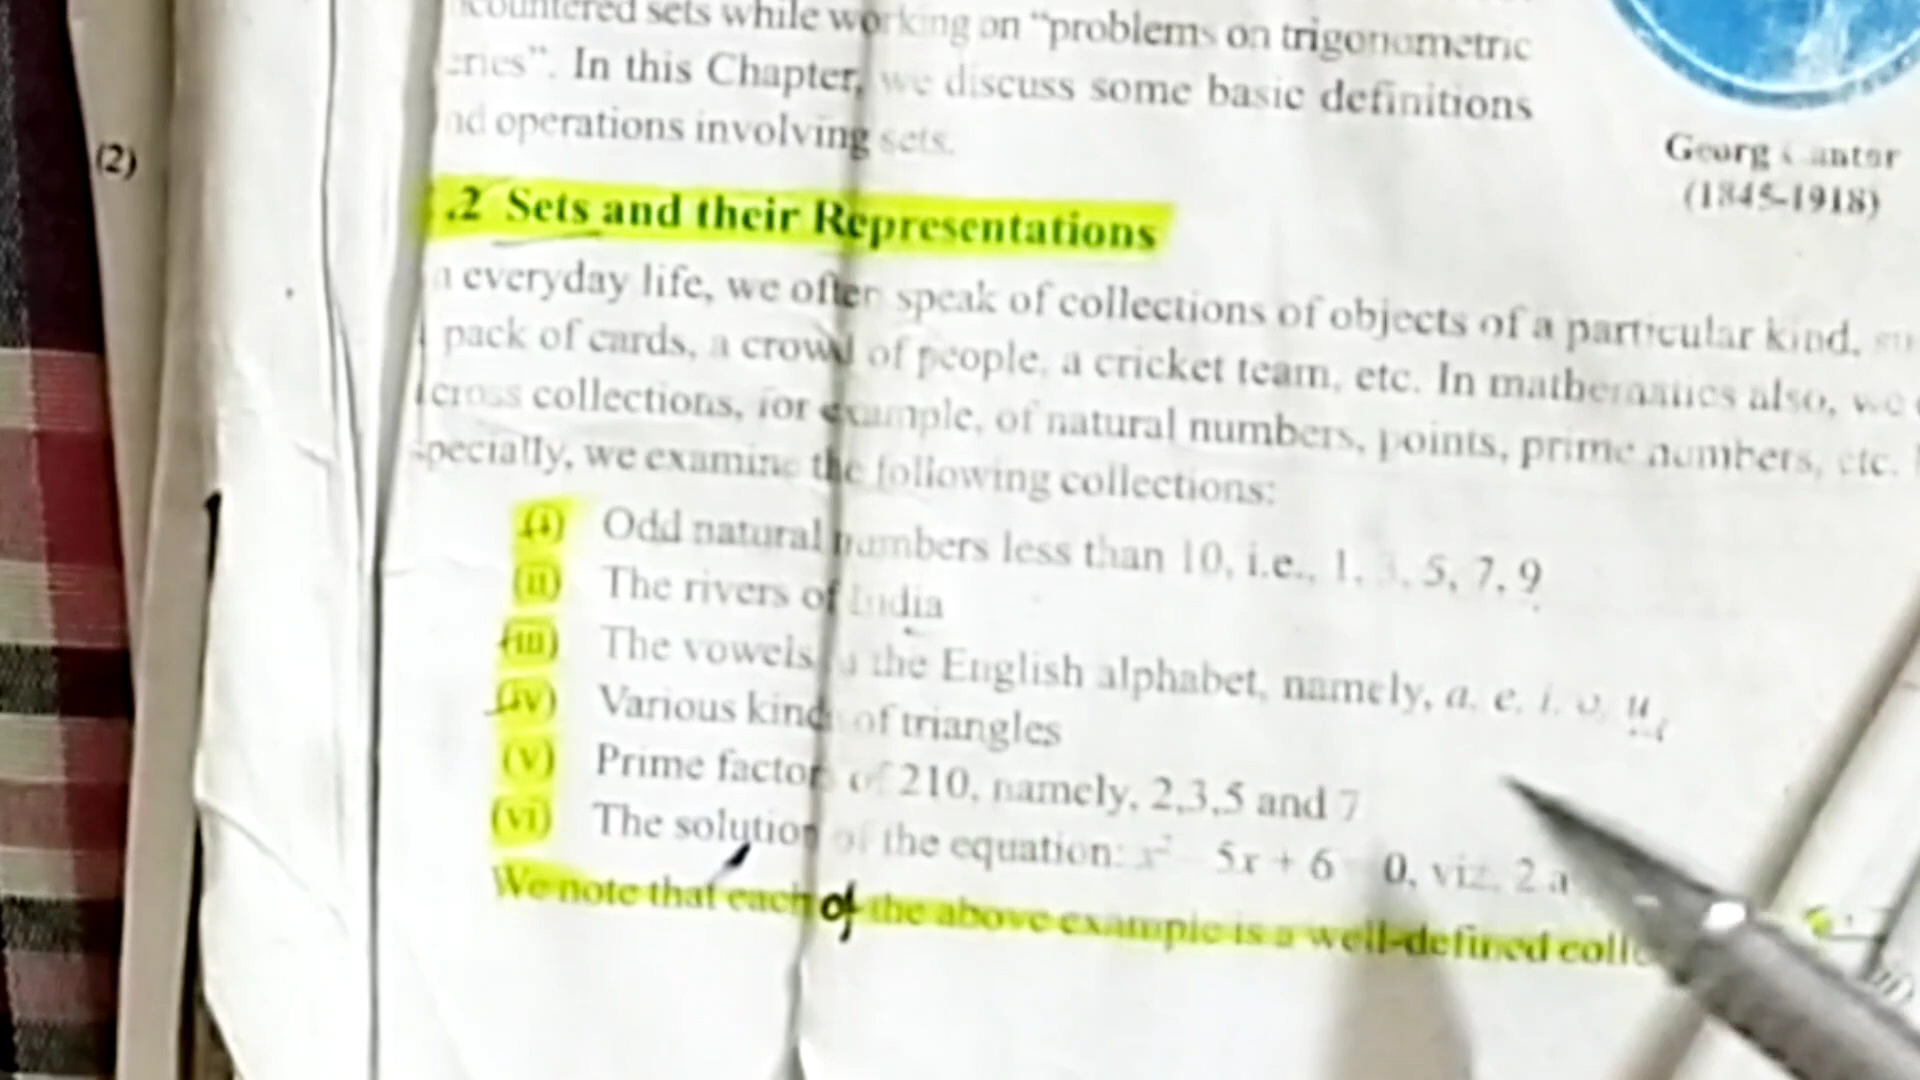 sets while working on "problems on trigonometric
In this Chapter, we discuss some basic definitions
operations involving sets.
Georg Cantor
(1845-1918)
(2)
.2 Sets and their Representations
everyday life, we often speak of collections of objects of a particular kind,
pack of cards, a crowd of people, a cricket team, etc. In mathematics also, we
collections, for example, of natural numbers, points, prime numbers, etc.
we examine the following collections:
(i) Odd natural numbers less than 10, i.e., 1, 3, 5, 7, 9
(ii) The rivers of India
(iii) The vowels in the English alphabet, namely, a, e, i, o, u,
(iv) Various kinds of triangles
(v) Prime factors of 210, namely, 2,3,5 and 7
(vi) The solution of the equation: x² 5x + 6 0, viz, 2
We note that each of the above example is a well-defined